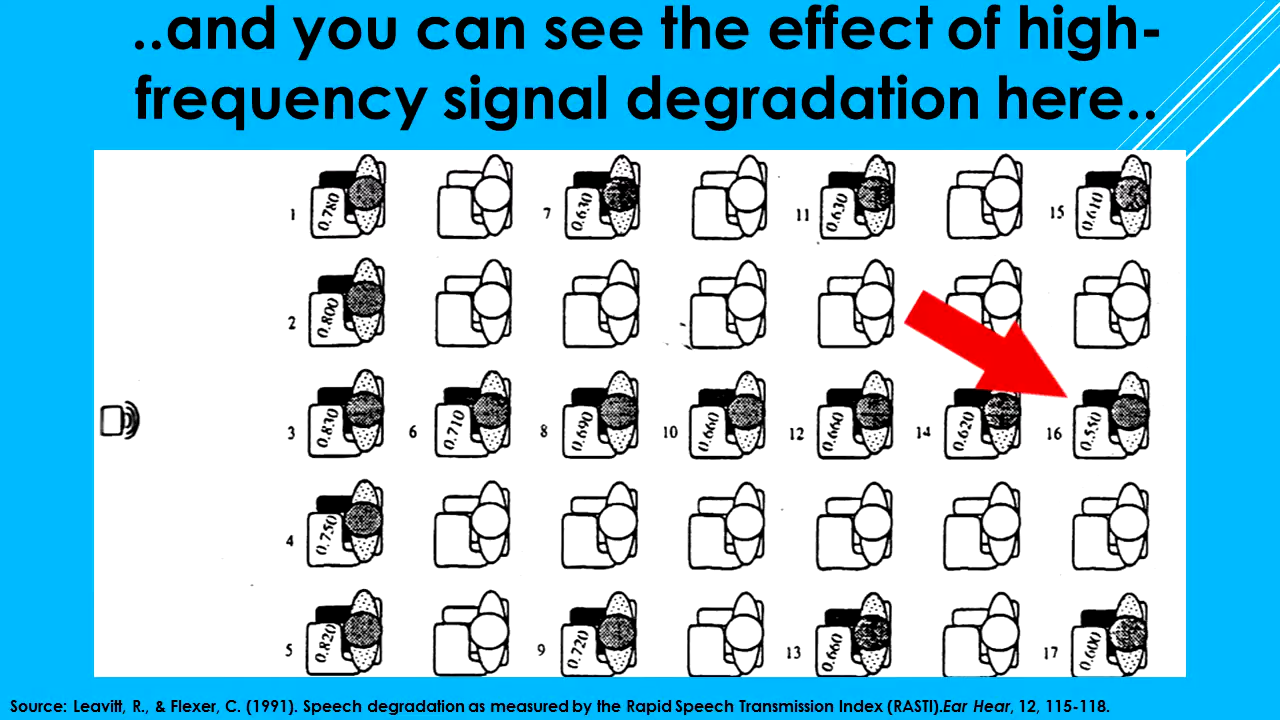 ..and you can see the effect of high-
frequency signal degradation here..
1 0.780 7 0.630 11 0.630 15 0.610
2 0.800
3 0.830 6 0.710 8 0.690 10 0.660 12 0.660 14 0.620 16 0.550
4 0.750
5 0.820 9 0.720 13 0.660 17 0.600
Source: Leavitt, R., & Flexer, C. (1991). Speech degradation as measured by the Rapid Speech Transmission Index (RASTI).Ear Hear, 12, 115-118.